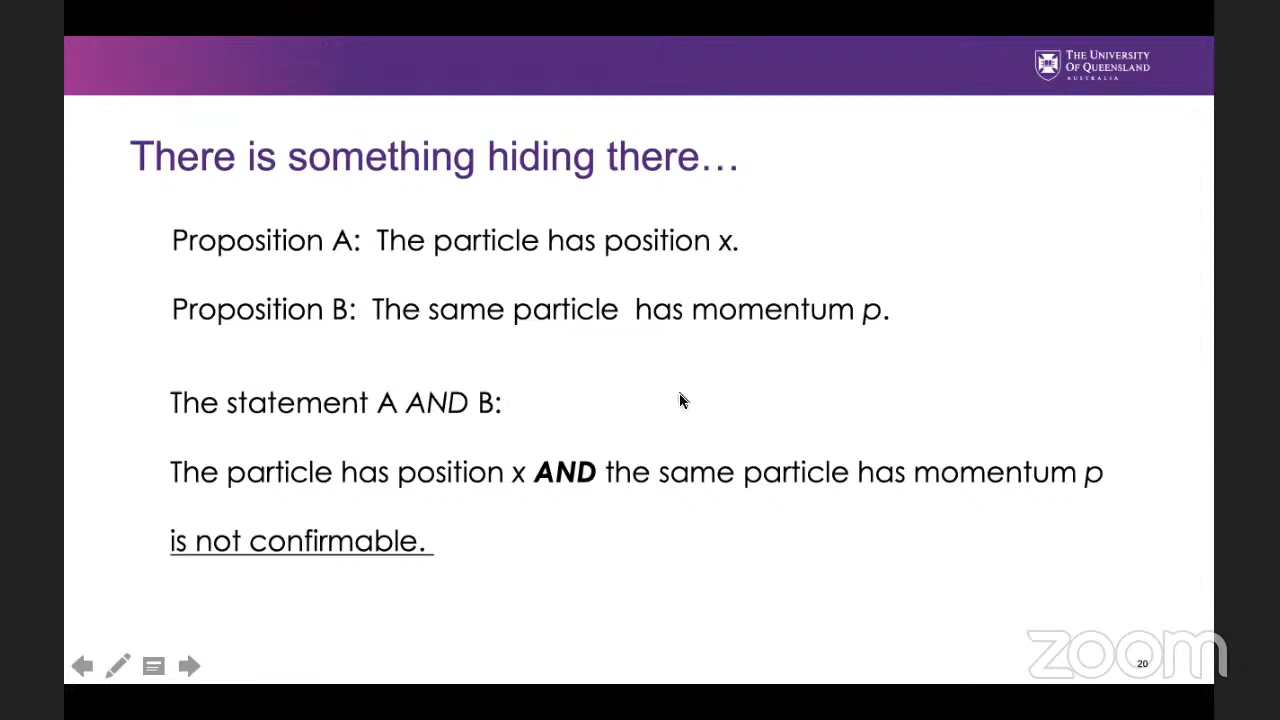 THE UNIVERSITY
OF QUEENSLAND
AUSTRALIA
There is something hiding there…
Proposition A: The particle has position x.
Proposition B: The same particle has momentum p.
The statement A AND B:
The particle has position x AND the same particle has momentum p
is not confirmable.
zoom
20